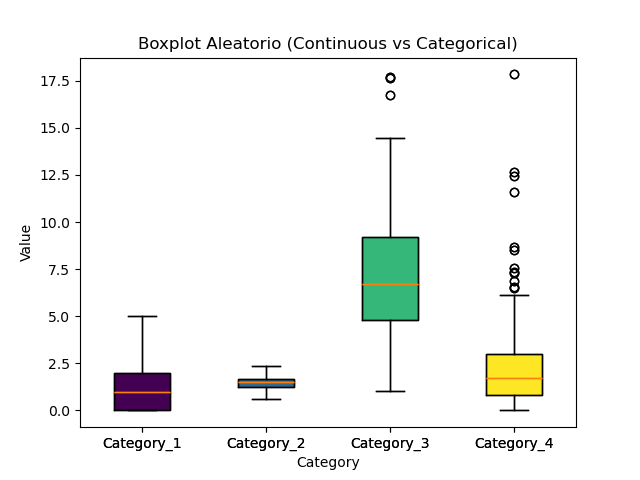 Boxplot Aleatorio (Continuous vs Categorical)
17.5
15.0
12.5
10.0
7.5
5.0
2.5
0.0
Value
Category_1 Category_2 Category_3 Category_4
Category